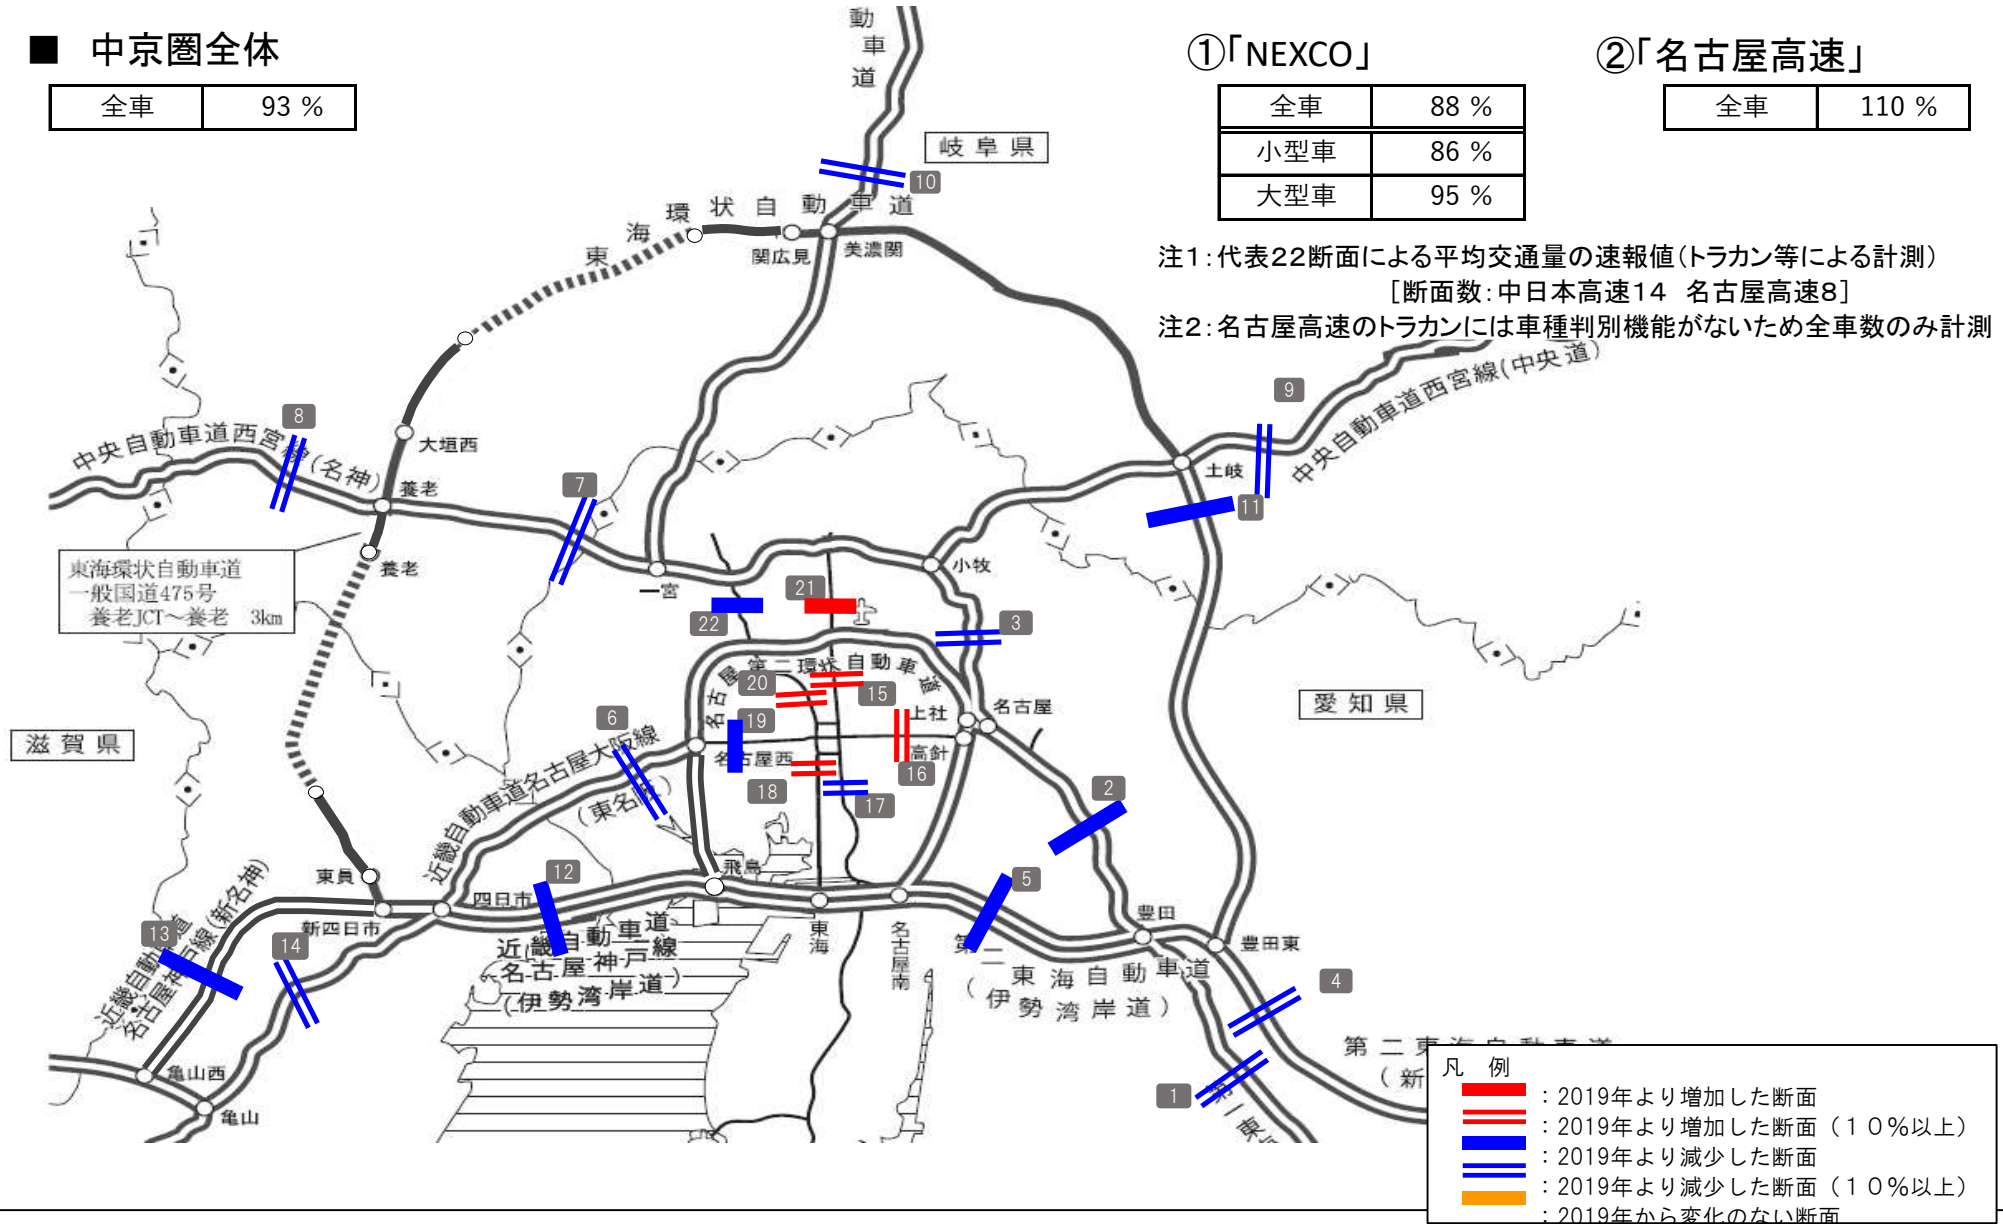 ■ 中京圏全体
全車 93 %
①「NEXCO」
全車 88 %
小型車 86 %
大型車 95 %
②「名古屋高速」
全車 110 %
注1：代表22断面による平均交通量の速報値（トラカン等による計測）
［断面数：中日本高速14 名古屋高速8］
注2：名古屋高速のトラカンには車種判別機能がないため全車数のみ計測
動車道
岐阜県
10
東海環状自動車道
関広見
美濃関
中央自動車道西宮線(中央道)
9
8
中央自動車道西宮線(名神)
大垣西
養老
7
土岐
11
東海環状自動車道
一般国道475号
養老JCT～養老 3km
養老
一宮
小牧
22
21
3
名古屋第二環状自動車道
20
15
19
上社
名古屋
愛知県
滋賀県
6
近畿自動車道名古屋大阪線
(東名阪)
名古屋西
高針
16
18
17
2
飛島
12
5
東員
四日市
新四日市
豊田
豊田東
東海
名古屋南
13
14
近畿自動車道
名古屋神戸線(新名神)
近畿自動車道
名古屋神戸線
(伊勢湾岸道)
第二東海自動車道
(伊勢湾岸道)
4
1
亀山西
亀山
第二東海自動車道
(新
第一東
凡 例
：2019年より増加した断面
：2019年より増加した断面（１０％以上）
：2019年より減少した断面
：2019年より減少した断面（１０％以上）
：2019年から変化のない断面